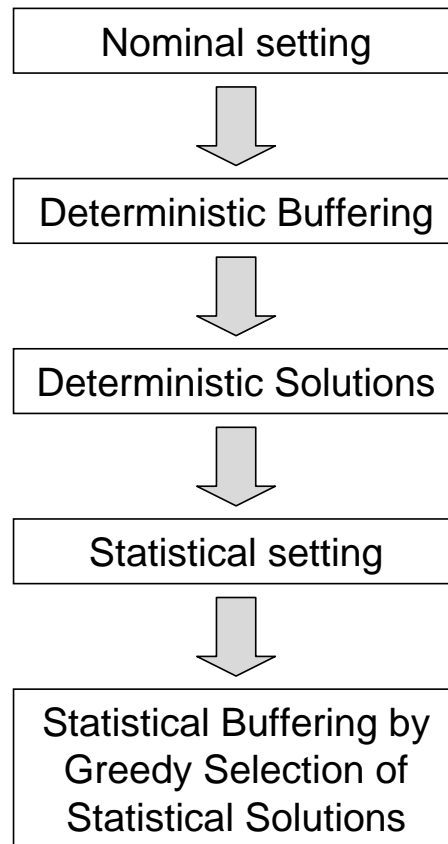 Nominal setting
Deterministic Buffering
Deterministic Solutions
Statistical setting
Statistical Buffering by
Greedy Selection of
Statistical Solutions